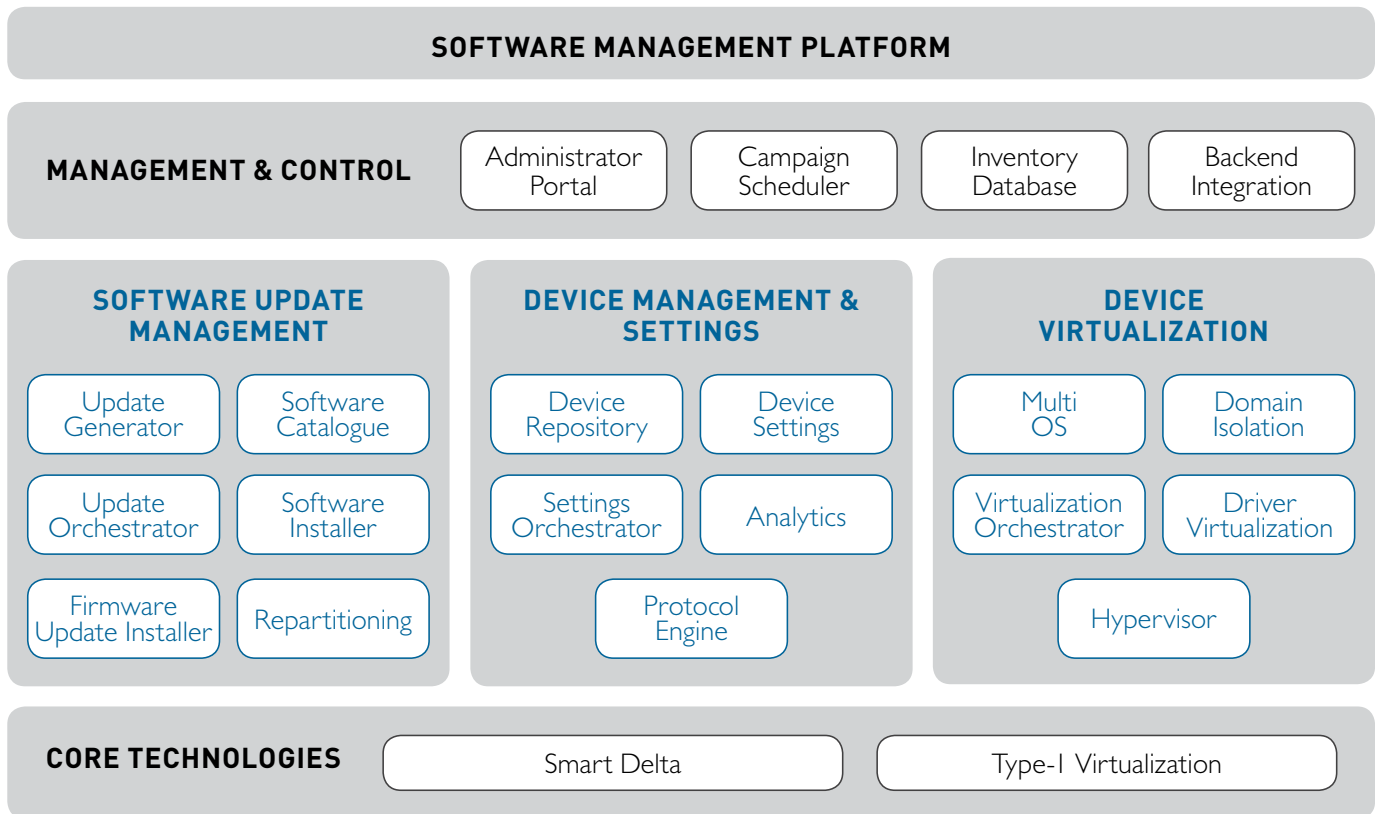 SOFTWARE MANAGEMENT PLATFORM
MANAGEMENT & CONTROL
Administrator
Portal
Campaign
Scheduler
Inventory
Database
Backend
Integration
SOFTWARE UPDATE
MANAGEMENT
Update
Generator
Software
Catalogue
Update
Orchestrator
Software
Installer
Firmware
Update Installer
Repartitioning
DEVICE MANAGEMENT &
SETTINGS
Device
Repository
Device
Settings
Settings
Orchestrator
Analytics
Protocol
Engine
DEVICE
VIRTUALIZATION
Multi
OS
Domain
Isolation
Virtualization
Orchestrator
Driver
Virtualization
Hypervisor
CORE TECHNOLOGIES
Smart Delta
Type-1 Virtualization